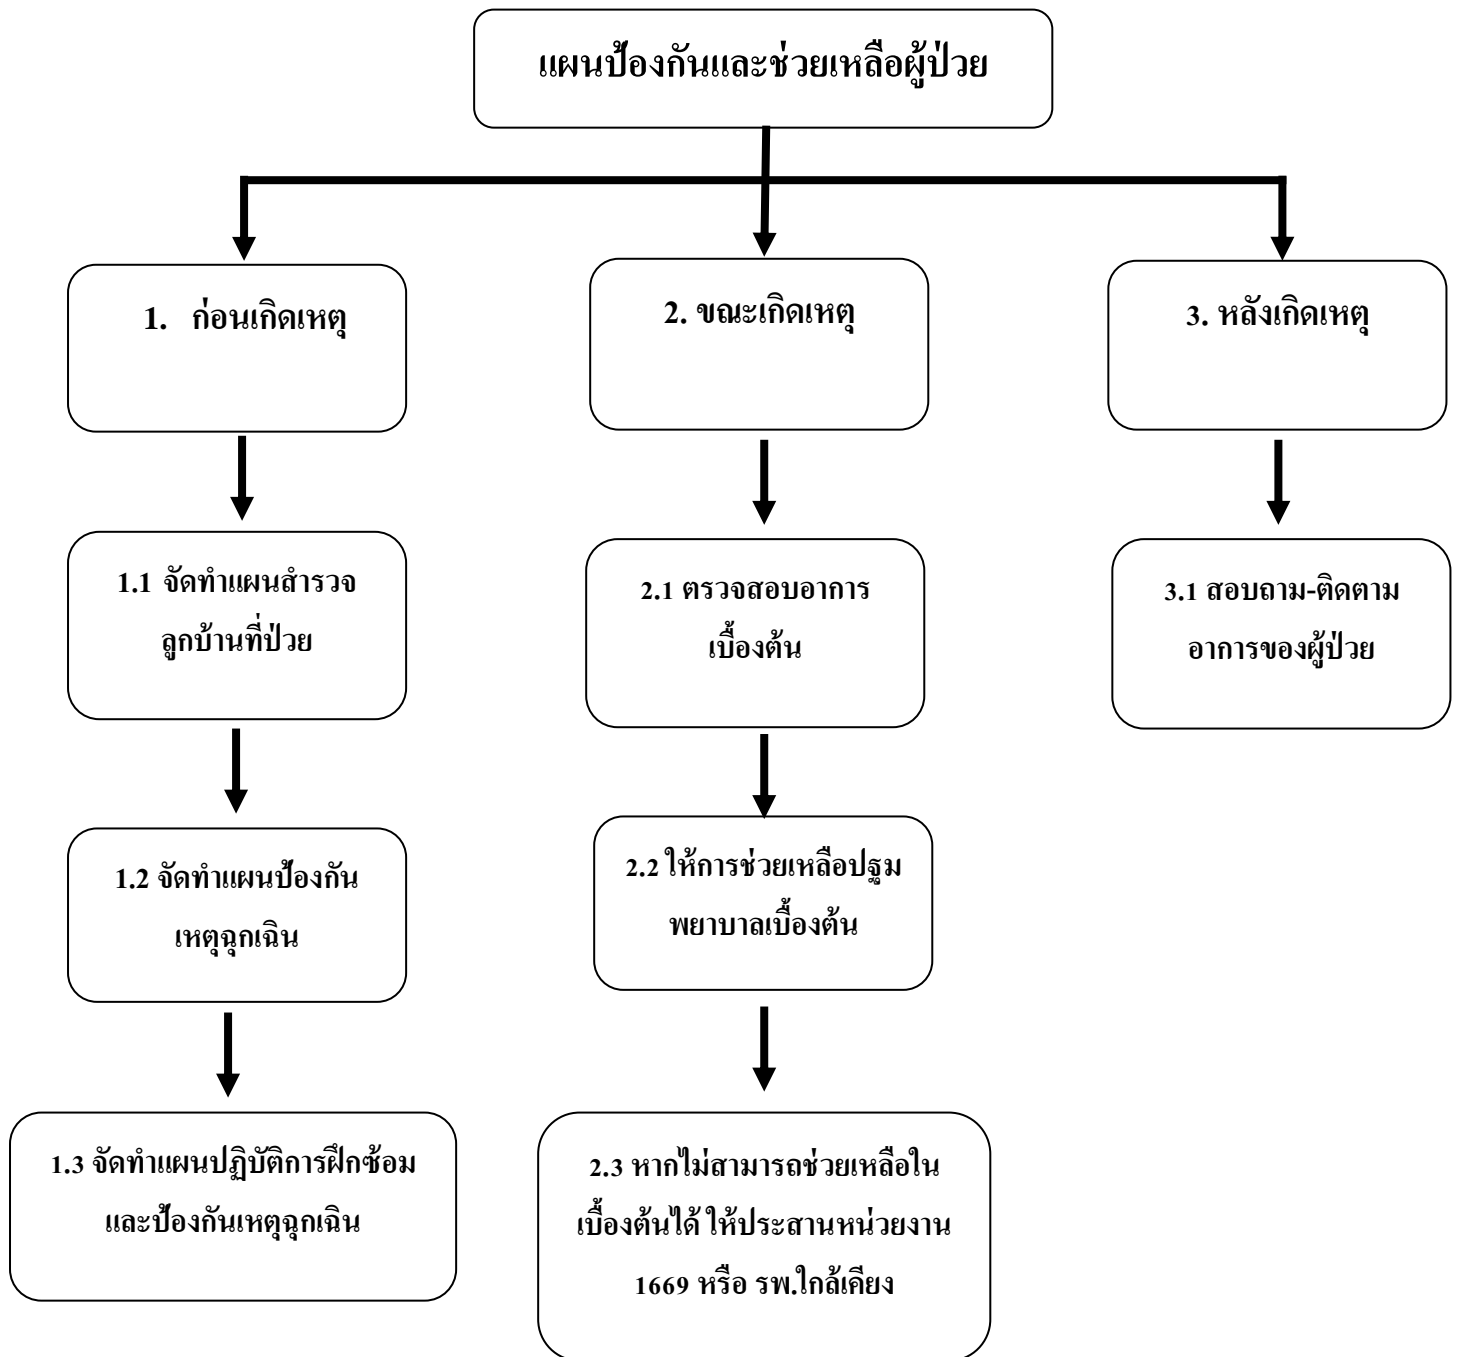 แผนป้องกันและช่วยเหลือผู้ป่วย
1. ก่อนเกิดเหตุ
2. ขณะเกิดเหตุ
3. หลังเกิดเหตุ
1.1 จัดทำแผนสำรวจ
ลูกบ้านที่ป่วย
2.1 ตรวจสอบอาการ
เบื้องต้น
3.1 สอบถาม-ติดตาม
อาการของผู้ป่วย
1.2 จัดทำแผนป้องกัน
เหตุฉุกเฉิน
2.2 ให้การช่วยเหลือปฐม
พยาบาลเบื้องต้น
1.3 จัดทำแผนปฏิบัติการฝึกซ้อม
และป้องกันเหตุฉุกเฉิน
2.3 หากไม่สามารถช่วยเหลือใน
เบื้องต้นได้ ให้ประสานหน่วยงาน
1669 หรือ รพ.ใกล้เคียง